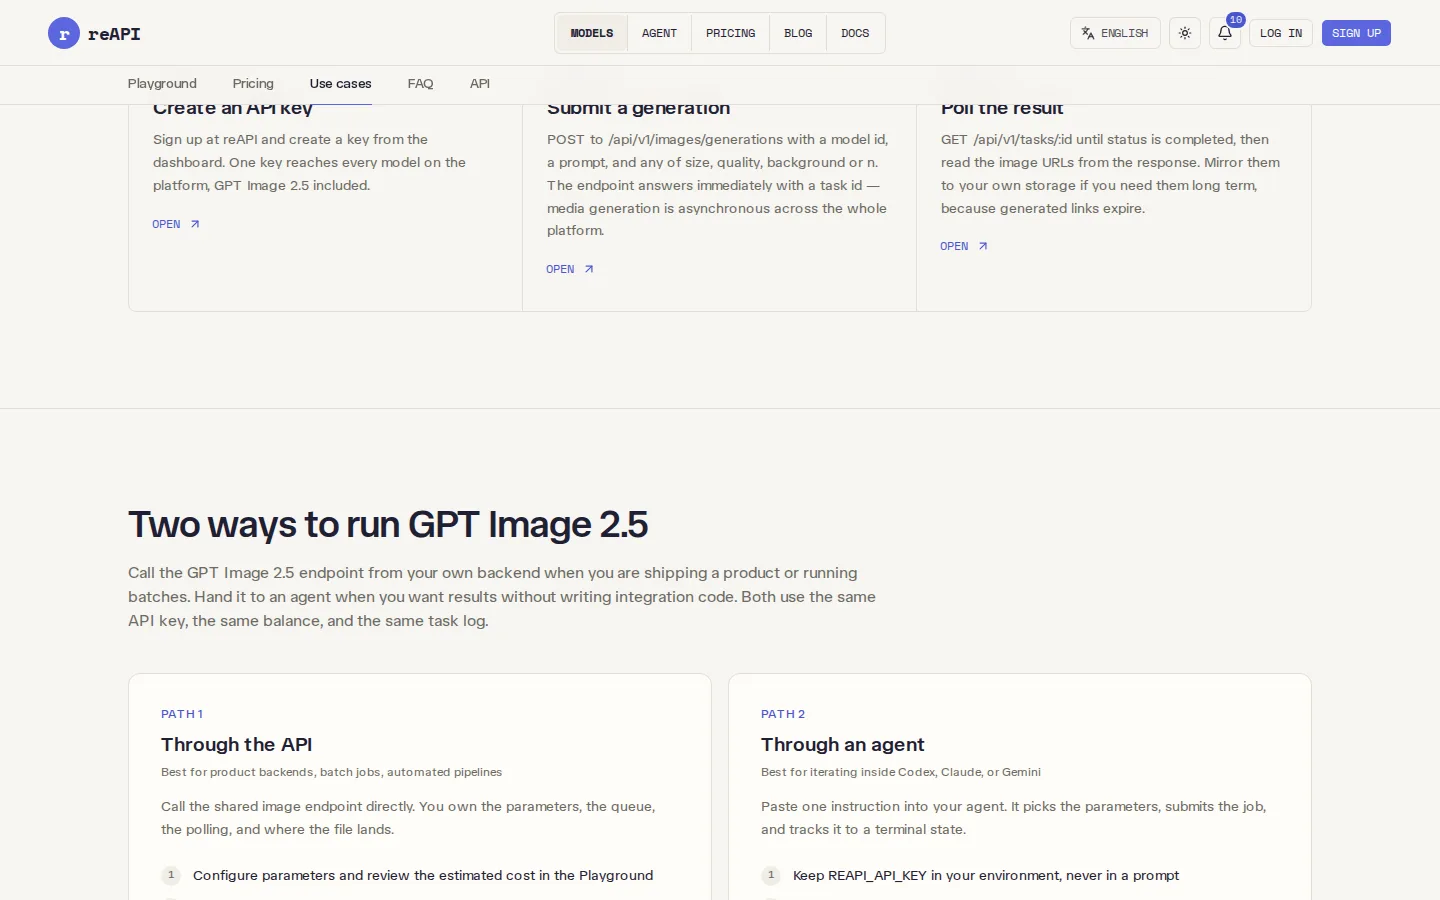 r reAPI
MODELS
AGENT
PRICING
BLOG
DOCS
ENGLISH
10
LOG IN
SIGN UP
Playground
Pricing
Use cases
FAQ
API
Create an API key
Sign up at reAPI and create a key from the
dashboard. One key reaches every model on the
platform, GPT Image 2.5 included.
OPEN
Submit a generation
POST to /api/v1/images/generations with a model id,
a prompt, and any of size, quality, background or n.
The endpoint answers immediately with a task id —
media generation is asynchronous across the whole
platform.
OPEN
Poll the result
GET /api/v1/tasks/:id until status is completed, then
read the image URLs from the response. Mirror them
to your own storage if you need them long term,
because generated links expire.
OPEN
Two ways to run GPT Image 2.5
Call the GPT Image 2.5 endpoint from your own backend when you are shipping a product or running
batches. Hand it to an agent when you want results without writing integration code. Both use the same
API key, the same balance, and the same task log.
PATH 1
Through the API
Best for product backends, batch jobs, automated pipelines
Call the shared image endpoint directly. You own the parameters, the queue,
the polling, and where the file lands.
1 Configure parameters and review the estimated cost in the Playground
PATH 2
Through an agent
Best for iterating inside Codex, Claude, or Gemini
Paste one instruction into your agent. It picks the parameters, submits the job,
and tracks it to a terminal state.
1 Keep REAPI_API_KEY in your environment, never in a prompt